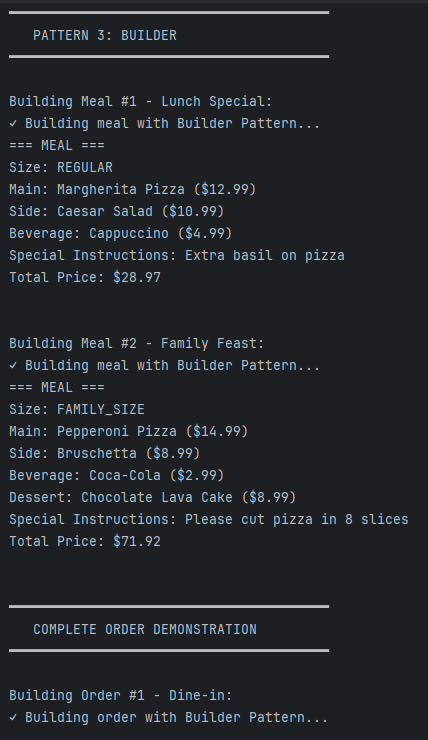 PATTERN 3: BUILDER
Building Meal #1 - Lunch Special:
✓ Building meal with Builder Pattern...
=== MEAL ===
Size: REGULAR
Main: Margherita Pizza ($12.99)
Side: Caesar Salad ($10.99)
Beverage: Cappuccino ($4.99)
Special Instructions: Extra basil on pizza
Total Price: $28.97
Building Meal #2 - Family Feast:
✓ Building meal with Builder Pattern...
=== MEAL ===
Size: FAMILY_SIZE
Main: Pepperoni Pizza ($14.99)
Side: Bruschetta ($8.99)
Beverage: Coca-Cola ($2.99)
Dessert: Chocolate Lava Cake ($8.99)
Special Instructions: Please cut pizza in 8 slices
Total Price: $71.92
COMPLETE ORDER DEMONSTRATION
Building Order #1 - Dine-in:
✓ Building order with Builder Pattern...